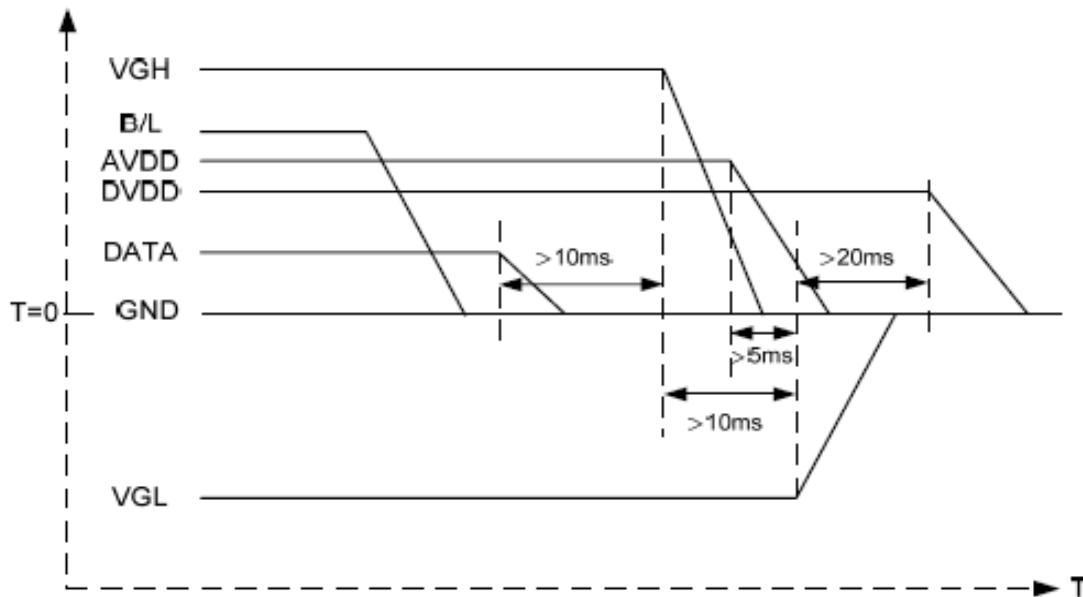 VGH
B/L
AVDD
DVDD
DATA
>10ms
>20ms
T=0
GND
>5ms
>10ms
VGL
T